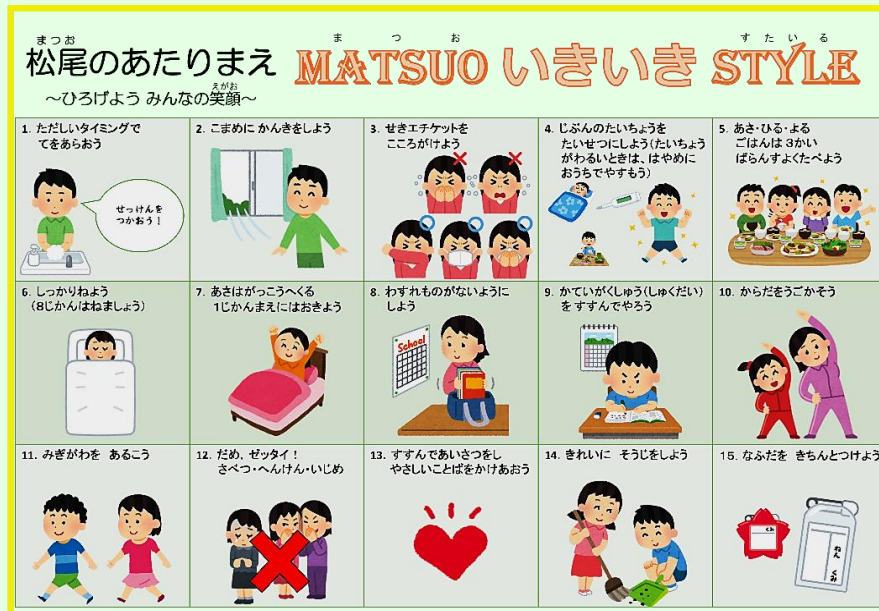 まつお
松尾のあたりまえ
～ひろげよう みんなの笑顔～
えがお
まつお
MATSUO いきいき STYLE
すたいる
1. ただしいタイミングで
てをあらおう
せっけんを
つかおう！
2. こまめに かんきをしよう
3. せきエチケットを
こころがけよう
4. じぶんのたいちょうを
たいせつにしよう(たいちょう
がわるいときは、はやめに
おうちでやすもう)
5. あさ・ひる・よる
ごはんは 3かい
ばらんすよくたべよう
6. しっかりねよう
(8じかんはねましょう)
7. あさはがっこうへくる
1じかんまえにはおきよう
8. わすれものがないように
しよう
School
9. かていがくしゅう(しゅくだい)
を すすんでやろう
10. からだをうごかそう
11. みぎがわを あるこう
12. だめ，ゼッタイ！
さべつ・へんけん・いじめ
13. すすんであいさつをし
やさしいことばをかけあおう
14. きれいに そうじをしよう
15. なふだを きちんとつけよう
くみ
ねん くみ